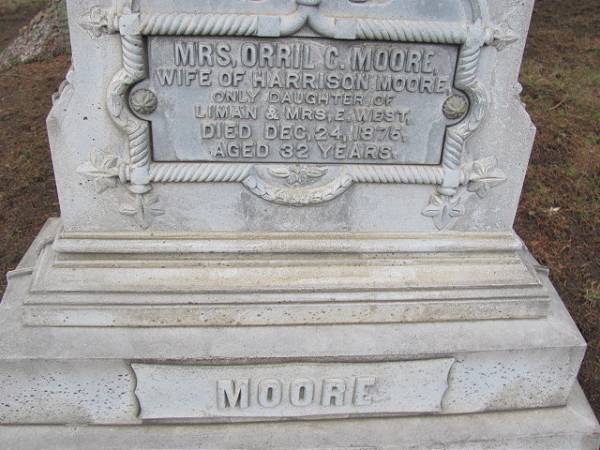 MRS, ORRIL C. MOORE,
WIFE OF HARRISON MOORE,
ONLY DAUGHTER OF
LIMAN & MRS, E. WEST,
DIED DEC, 24, 1875,
AGED 32 YEARS.
MOORE